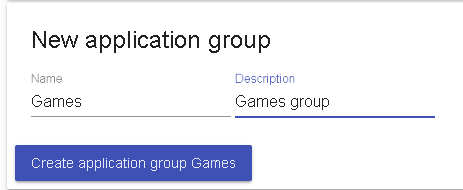 New application group
Name Description
Games Games group
Create application group Games